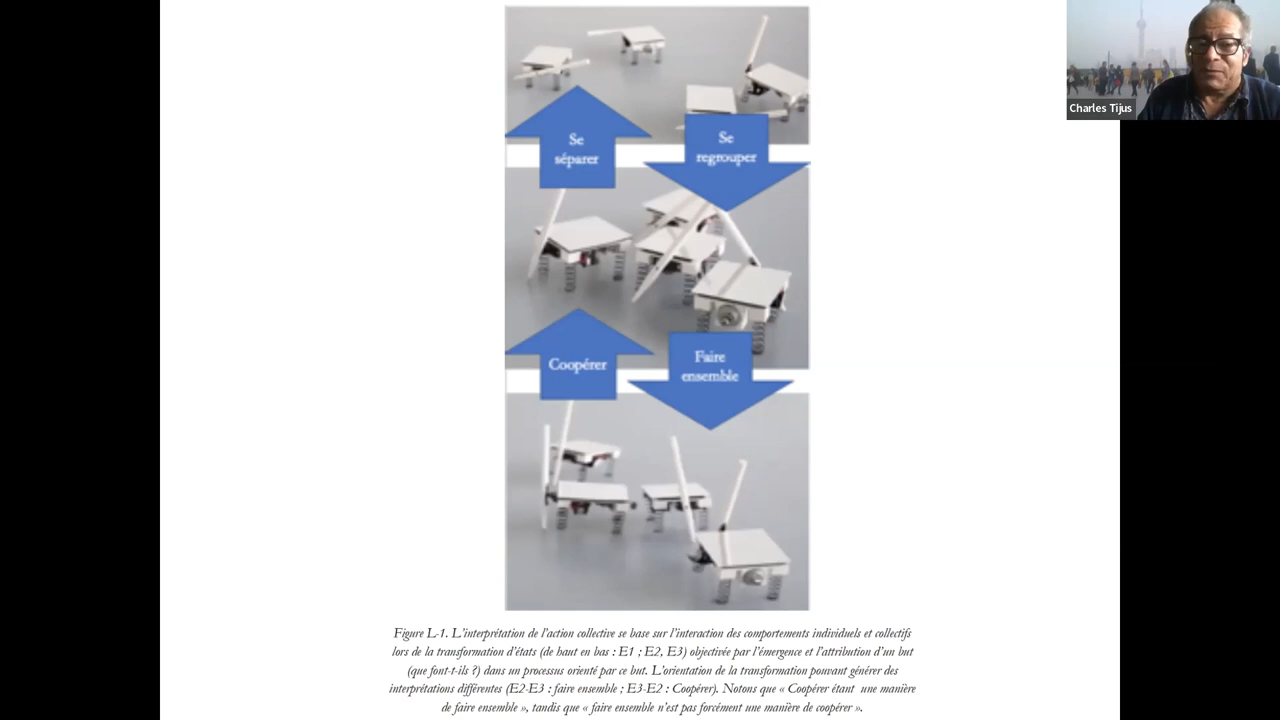 Charles Tijus
Se
séparer
Se
regrouper
Coopérer
Faire
ensemble
Figure L-1. L'interprétation de l'action collective se base sur l'interaction des comportements individuels et collectifs
lors de la transformation d'états (de haut en bas : E1 ; E2, E3) objectivée par l'émergence et l'attribution d'un but
(que font-t-ils ?) dans un processus orienté par ce but. L'orientation de la transformation pouvant générer des
interprétations différentes (E2-E3 : faire ensemble ; E3-E2 : Coopérer). Notons que « Coopérer étant une manière
de faire ensemble », tandis que « faire ensemble n'est pas forcément une manière de coopérer ».